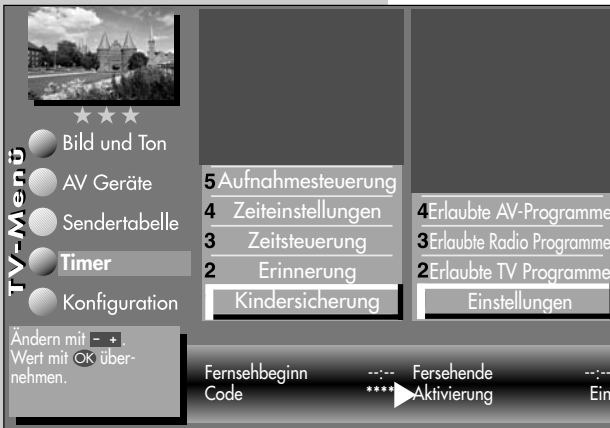 TV-Menü
Bild und Ton
AV Geräte
Sendertabelle
Timer
Konfiguration
Ändern mit - + .
Wert mit OK über-
nehmen.
5 Aufnahmesteuerung
4 Zeiteinstellungen
3 Zeitsteuerung
2 Erinnerung
Kindersicherung
4 Erlaubte AV-Programme
3 Erlaubte Radio Programme
2 Erlaubte TV Programme
Einstellungen
Fernsehbeginn --:-- Fersehende --:--
Code **** Aktivierung Ein